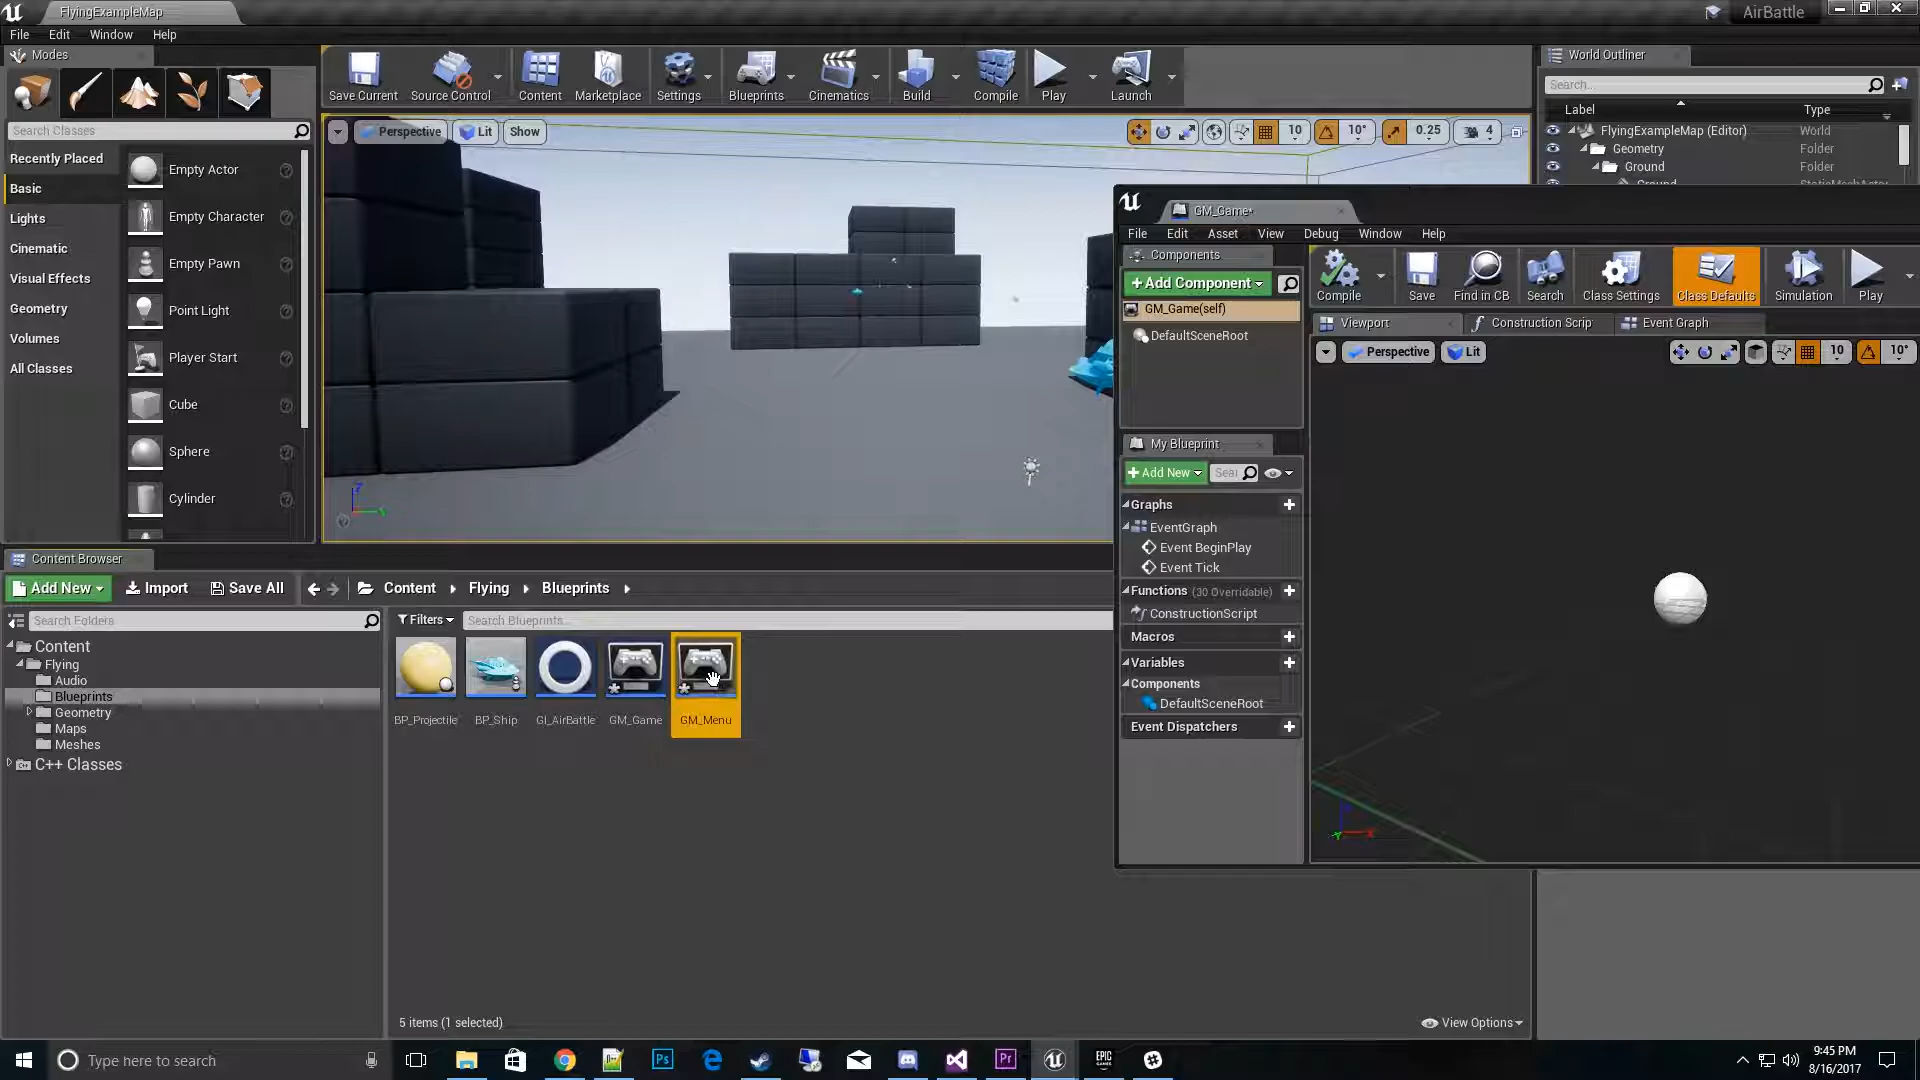 FlyingExampleMap
AirBattle
File Edit Window Help
Modes
Save Current Source Control Content Marketplace Settings Blueprints Cinematics Build Compile Play Launch
World Outliner
Search...
Label Type
FlyingExampleMap (Editor) World
Geometry Folder
Ground Folder
Search Classes
Perspective Lit Show 10 10° 0.25 4
Recently Placed
Basic
Lights
Cinematic
Visual Effects
Geometry
Volumes
All Classes
Empty Actor
Empty Character
Empty Pawn
Point Light
Player Start
Cube
Sphere
Cylinder
GM_Game*
File Edit Asset View Debug Window Help
Components
+ Add Component
GM_Game(self)
DefaultSceneRoot
Compile Save Find in CB Search Class Settings Class Defaults Simulation Play
Viewport Construction Scrip Event Graph
Perspective Lit 10 10°
My Blueprint
+ Add New Sear
Graphs
EventGraph
Event BeginPlay
Event Tick
Functions (30 Overridable)
ConstructionScript
Macros
Variables
Components
DefaultSceneRoot
Event Dispatchers
Content Browser
Add New Import Save All Content Flying Blueprints
Search Folders
Filters Search Blueprints
Content
Flying
Audio
Blueprints
Geometry
Maps
Meshes
C++ Classes
BP_Projectile BP_Ship GI_AirBattle GM_Game GM_Menu
5 items (1 selected)
View Options
Type here to search
9:45 PM
8/16/2017